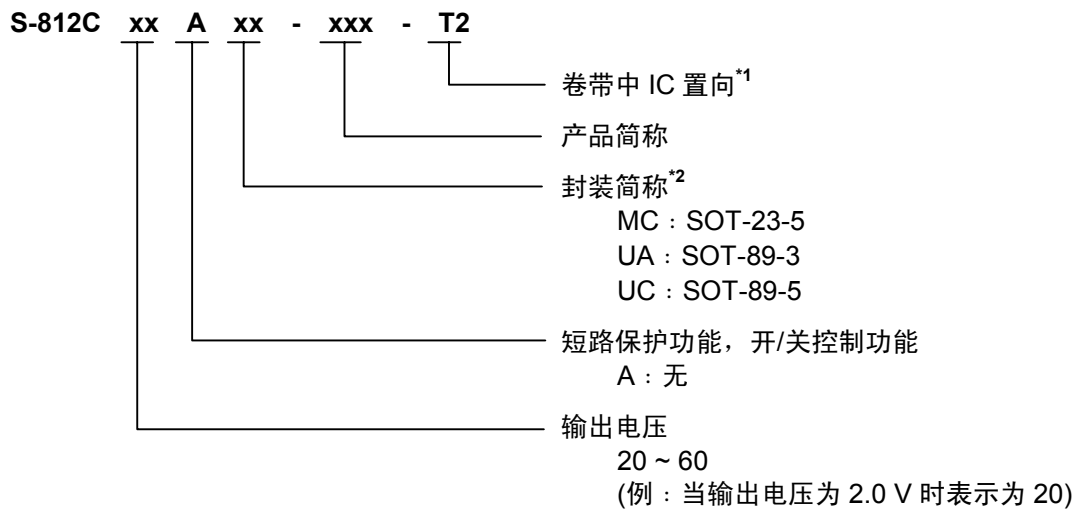 S-812C xx A xx - xxx - T2
卷带中 IC 置向*1
产品简称
封装简称*2
MC：SOT-23-5
UA：SOT-89-3
UC：SOT-89-5
短路保护功能，开/关控制功能
A：无
输出电压
20 ~ 60
(例：当输出电压为 2.0 V 时表示为 20)